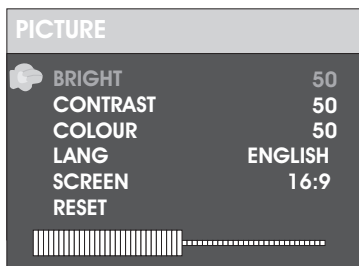 PICTURE
BRIGHT 50
CONTRAST 50
COLOUR 50
LANG ENGLISH
SCREEN 16:9
RESET